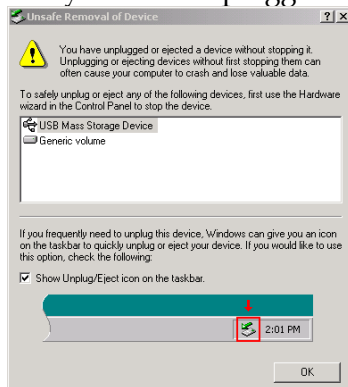 Unsafe Removal of Device
You have unplugged or ejected a device without stopping it.
Unplugging or ejecting devices without first stopping them can
often cause your computer to crash and lose valuable data.
To safely unplug or eject any of the following devices, first use the Hardware
wizard in the Control Panel to stop the device.
USB Mass Storage Device
Generic volume
If you frequently need to unplug this device, Windows can give you an icon
on the taskbar to quickly unplug or eject your device. If you would like to use
this option, check the following:
Show Unplug/Eject icon on the taskbar.
2:01 PM
OK